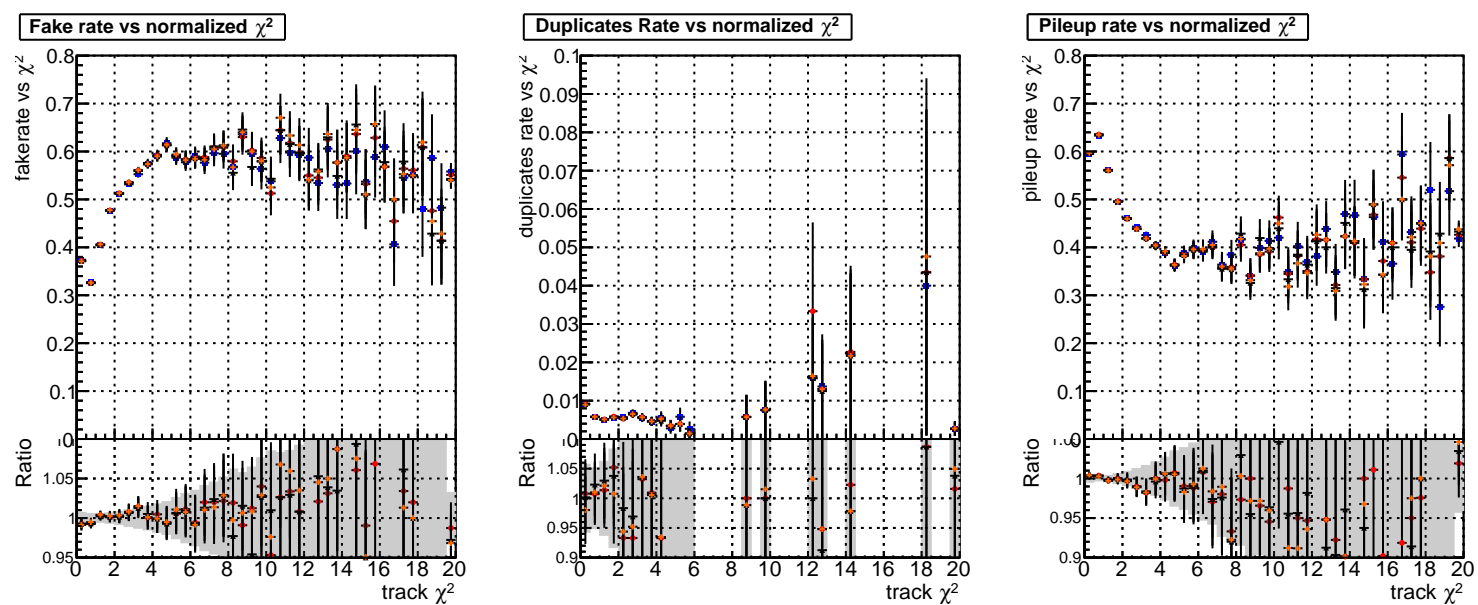 Fake rate vs normalized χ²
fakerate vs χ²
0.8
0.7
0.6
0.5
0.4
0.3
0.2
0.1
0
Ratio
1.05
1
0.95
0 2 4 6 8 10 12 14 16 18 20
track χ²
Duplicates Rate vs normalized χ²
duplicates rate vs χ²
0.1
0.09
0.08
0.07
0.06
0.05
0.04
0.03
0.02
0.01
0
Ratio
1.05
1
0.95
0.9
0 2 4 6 8 10 12 14 16 18 20
track χ²
Pileup rate vs normalized χ²
pileup rate vs χ²
0.8
0.7
0.6
0.5
0.4
0.3
0.2
0.1
0
Ratio
1
0.95
0.9
0 2 4 6 8 10 12 14 16 18 20
track χ²